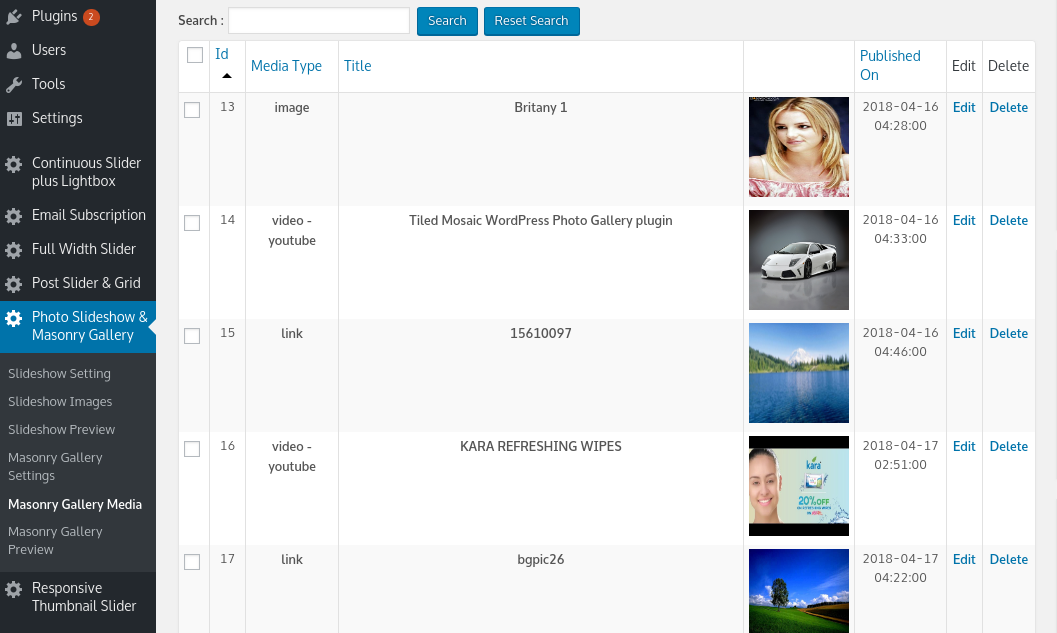 Plugins 2
Users
Tools
Settings
Continuous Slider
plus Lightbox
Email Subscription
Full Width Slider
Post Slider & Grid
Photo Slideshow &
Masonry Gallery
Slideshow Setting
Slideshow Images
Slideshow Preview
Masonry Gallery
Settings
Masonry Gallery Media
Masonry Gallery
Preview
Responsive
Thumbnail Slider
Search : Search Reset Search
Id Media Type Title Published
On Edit Delete
13 image Britany 1 2018-04-16 Edit Delete
04:28:00
14 video - Tiled Mosaic WordPress Photo Gallery plugin 2018-04-16 Edit Delete
youtube 04:33:00
15 link 15610097 2018-04-16 Edit Delete
04:46:00
16 video - KARA REFRESHING WIPES 2018-04-17 Edit Delete
youtube 02:51:00
kara
20% OFF
17 link bgpic26 2018-04-17 Edit Delete
04:22:00